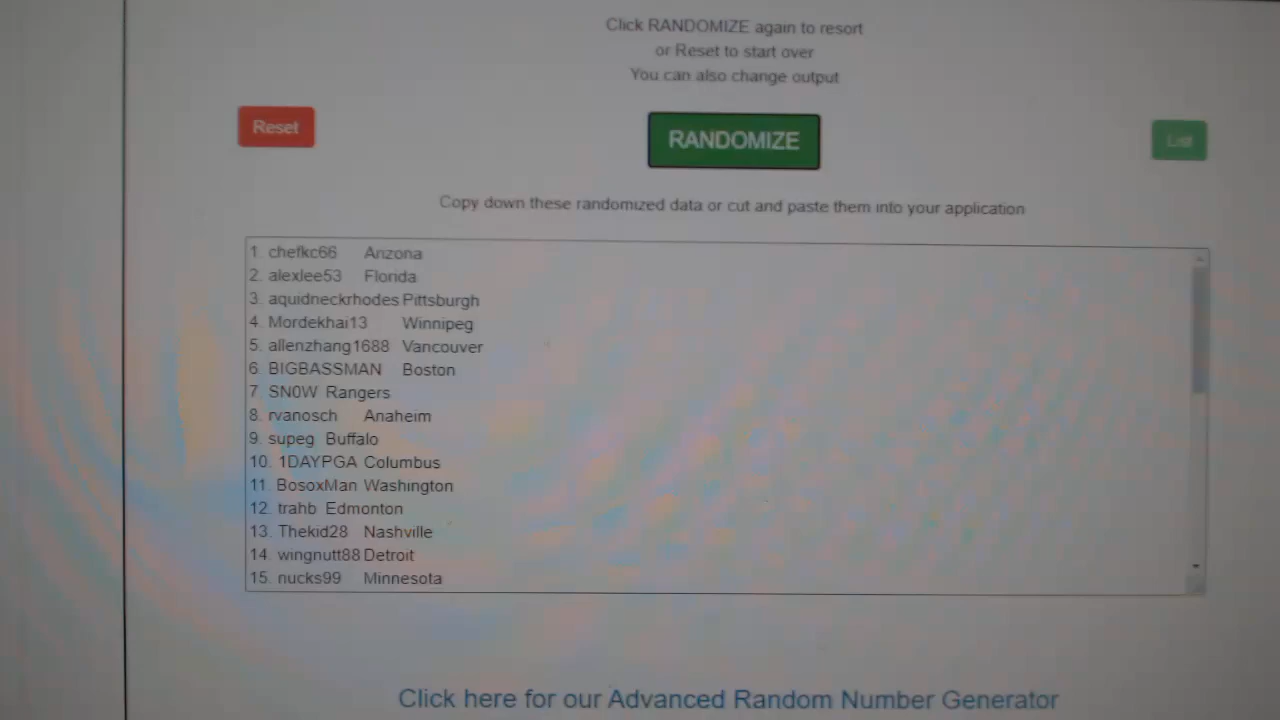 Click RANDOMIZE again to resort
or Reset to start over
You can also change output
Reset
RANDOMIZE
List
Copy down these randomized data or cut and paste them into your application
1. chefkc66 Arizona
2. alexlee53 Florida
3. aquidneckrhodes Pittsburgh
4. Mordekhai13 Winnipeg
5. allenzhang1688 Vancouver
6. BIGBASSMAN Boston
7. SN0W Rangers
8. rvanosch Anaheim
9. supeg Buffalo
10. 1DAYPGA Columbus
11. BosoxMan Washington
12. trahb Edmonton
13. Thekid28 Nashville
14. wingnutt88 Detroit
15. nucks99 Minnesota
Click here for our Advanced Random Number Generator